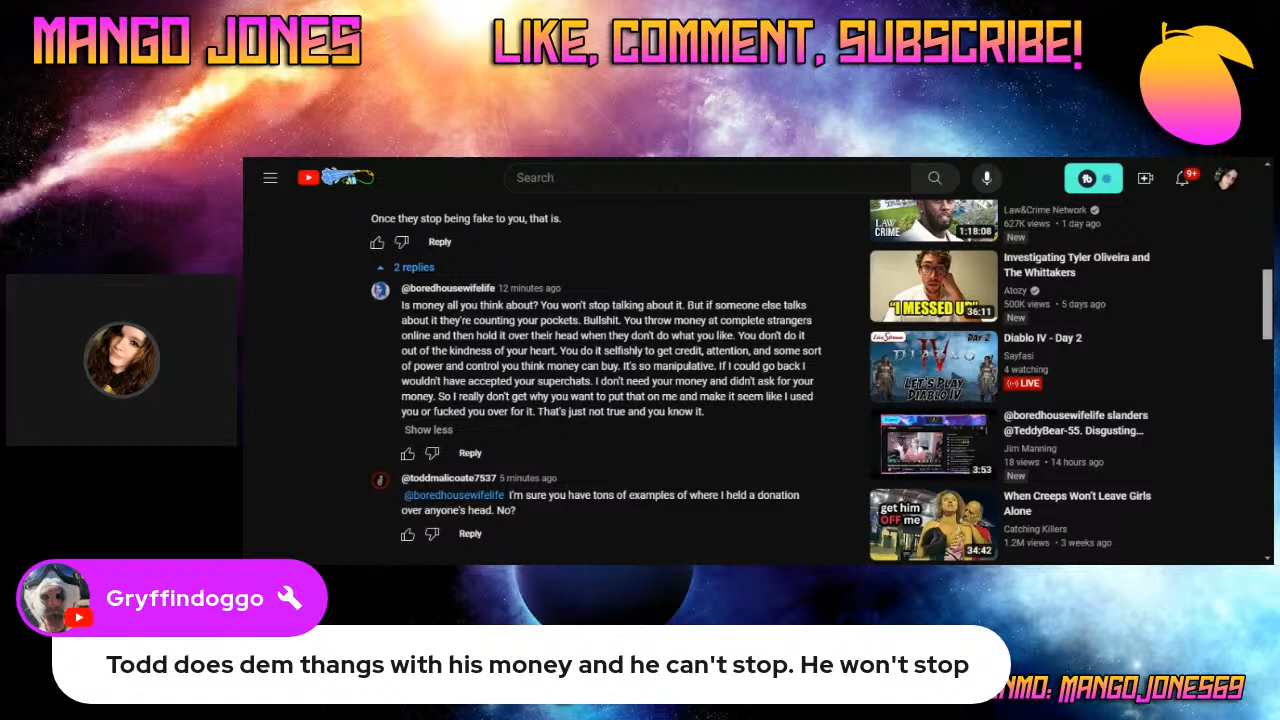 MANGO JONES
LIKE, COMMENT, SUBSCRIBE!
Search
9+
Once they stop being fake to you, that is.
Reply
2 replies
@boredhousewifelife 12 minutes ago
Is money all you think about? You won't stop talking about it. But if someone else talks
about it they're counting your pockets. Bullshit. You throw money at complete strangers
online and then hold it over their head when they don't do what you like. You don't do it
out of the kindness of your heart. You do it selfishly to get credit, attention, and some sort
of power and control you think money can buy. It's so manipulative. If I could go back I
wouldn't have accepted your superchats. I don't need your money and didn't ask for your
money. So I really don't get why you want to put that on me and make it seem like I used
you or fucked you over for it. That's just not true and you know it.
Show less
Reply
@toddmalicoate7537 5 minutes ago
@boredhousewifelife I'm sure you have tons of examples of where I held a donation
over anyone's head. No?
Reply
LAW
CRIME
1:18:08
Law&Crime Network
627K views • 1 day ago
New
"I MESSED UP"
36:11
Investigating Tyler Oliveira and
The Whittakers
Atozy
500K views • 5 days ago
New
LiveStream
DAY 2
DIABLO IV
LET'S PLAY
DIABLO IV
Diablo IV - Day 2
Sayfasi
4 watching
LIVE
3:53
@boredhousewifelife slanders
@TeddyBear-55. Disgusting...
Jim Manning
18 views • 14 hours ago
New
get him
OFF me
34:42
When Creeps Won't Leave Girls
Alone
Catching Killers
1.2M views • 3 weeks ago
Gryffindoggo
Todd does dem thangs with his money and he can't stop. He won't stop
NMO: MANGOJONES69